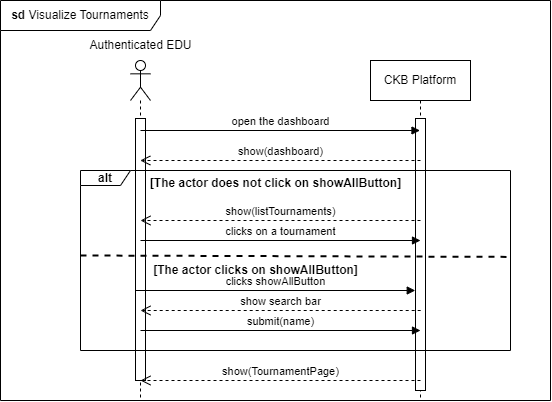 sd Visualize Tournaments
Authenticated EDU
CKB Platform
open the dashboard
show(dashboard)
alt
[The actor does not click on showAllButton]
show(listTournaments)
clicks on a tournament
[The actor clicks on showAllButton]
clicks showAllButton
show search bar
submit(name)
show(TournamentPage)